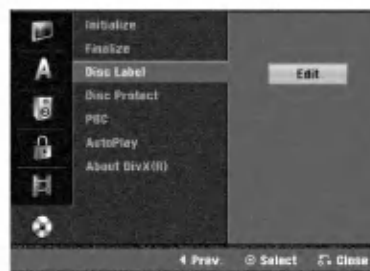 Initialize
Finalize
A
Disc Label
Edit
Disc Protect
PBC
AutoPlay
About DivX(R)
Prev. Select Close